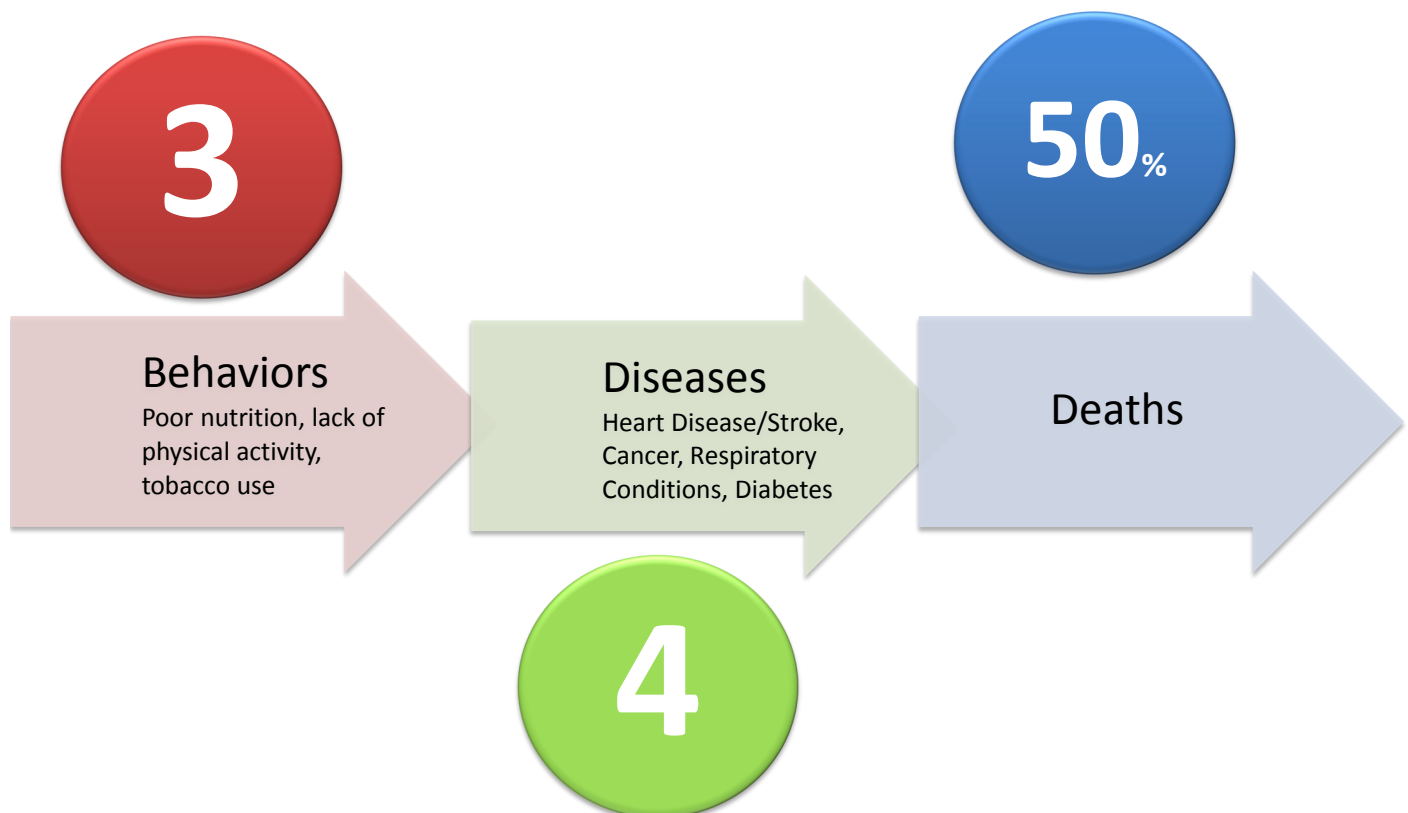 3
Behaviors
Poor nutrition, lack of
physical activity,
tobacco use
Diseases
Heart Disease/Stroke,
Cancer, Respiratory
Conditions, Diabetes
4
50%
Deaths